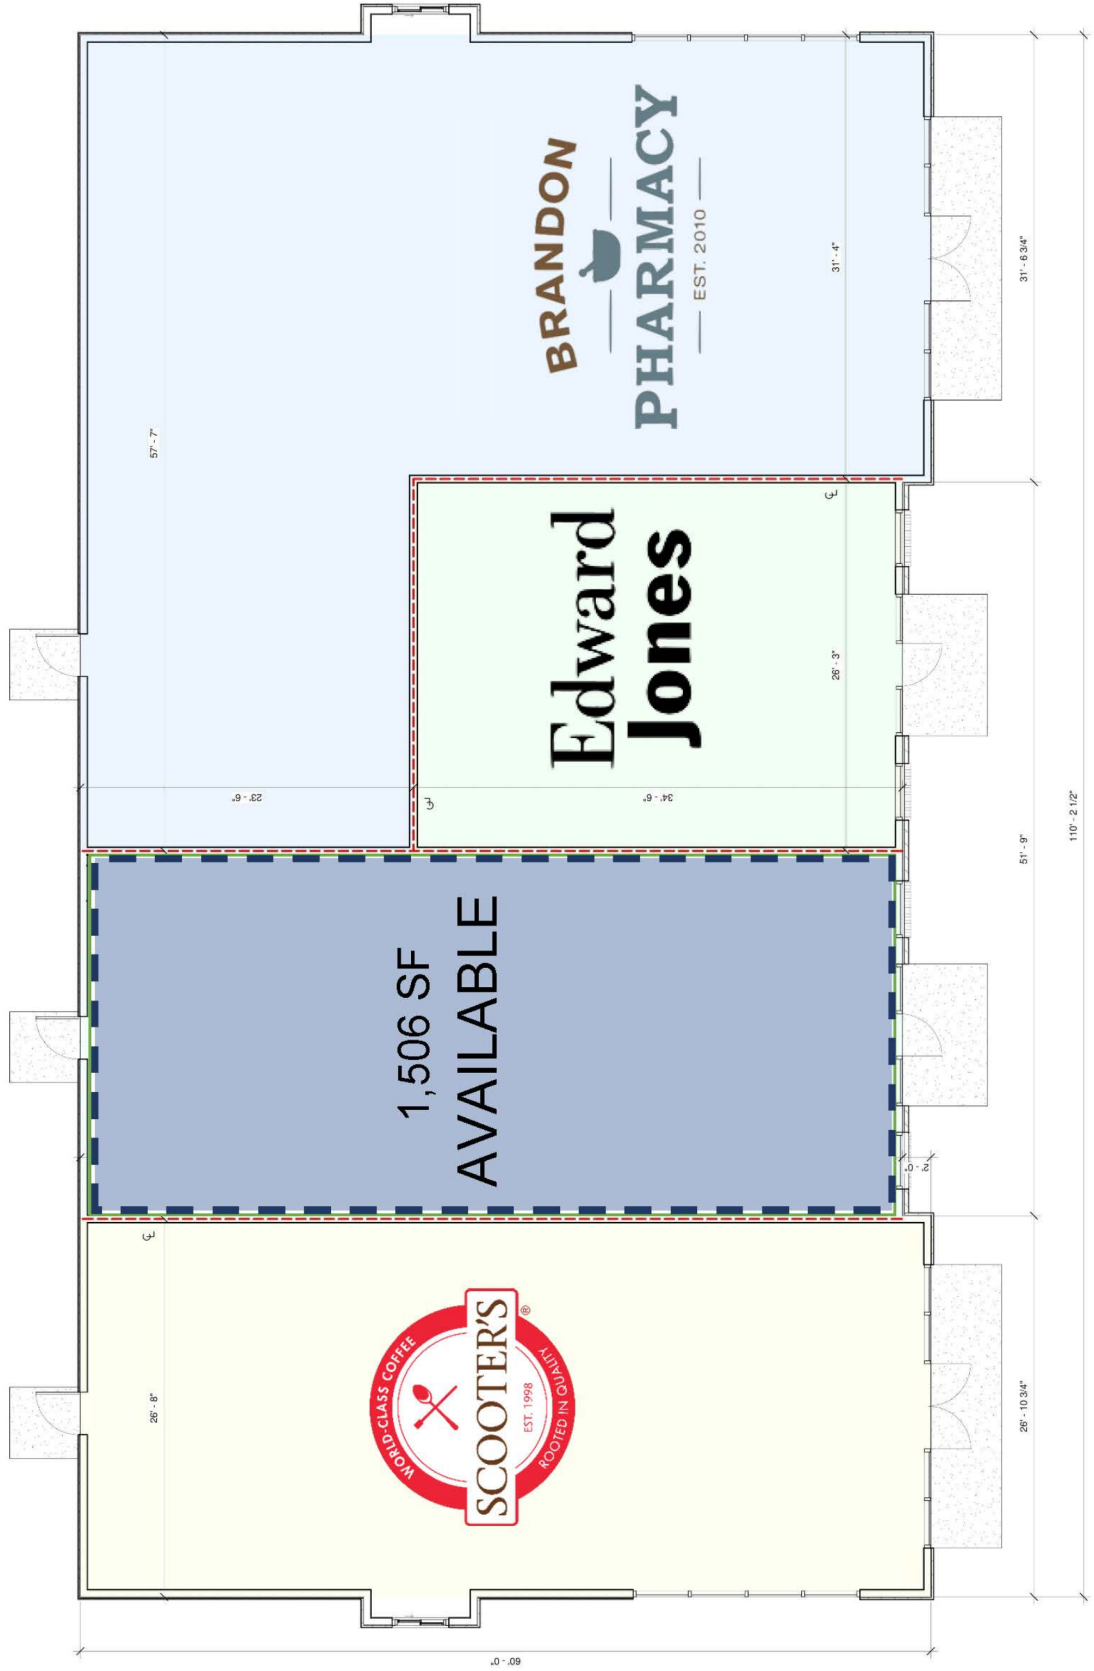 57' - 7"
BRANDON
PHARMACY
EST. 2010
31' - 4"
31' - 6 3/4"
Edward
Jones
26' - 3"
23' - 6"
34' - 6"
℄
℄
1,506 SF
AVAILABLE
51' - 9"
110' - 2 1/2"
2' - 0"
℄
26' - 8"
WORLD-CLASS COFFEE
SCOOTER'S
®
EST. 1998
ROOTED IN QUALITY
26' - 10 3/4"
60' - 0"